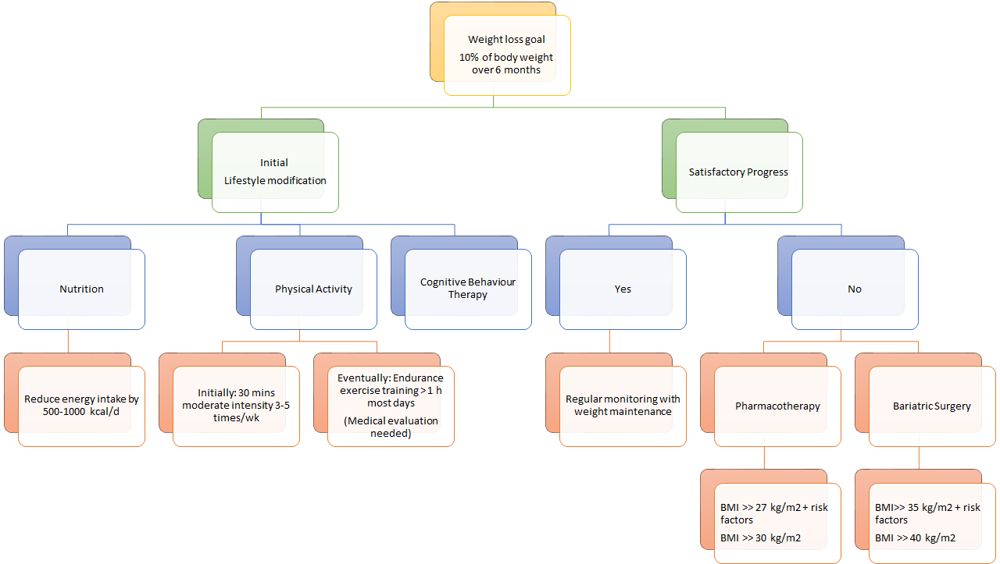 Weight loss goal
10% of body weight
over 6 months
Initial
Lifestyle modification
Satisfactory Progress
Nutrition
Physical Activity
Cognitive Behaviour
Therapy
Yes
No
Reduce energy intake by
500-1000 kcal/d
Initially: 30 mins
moderate intensity 3-5
times/wk
Eventually: Endurance
exercise training >1 h
most days
(Medical evaluation
needed)
Regular monitoring with
weight maintenance
Pharmacotherapy
Bariatric Surgery
BMI >> 27 kg/m2 + risk
factors
BMI >> 30 kg/m2
BMI>> 35 kg/m2 + risk
factors
BMI >> 40 kg/m2